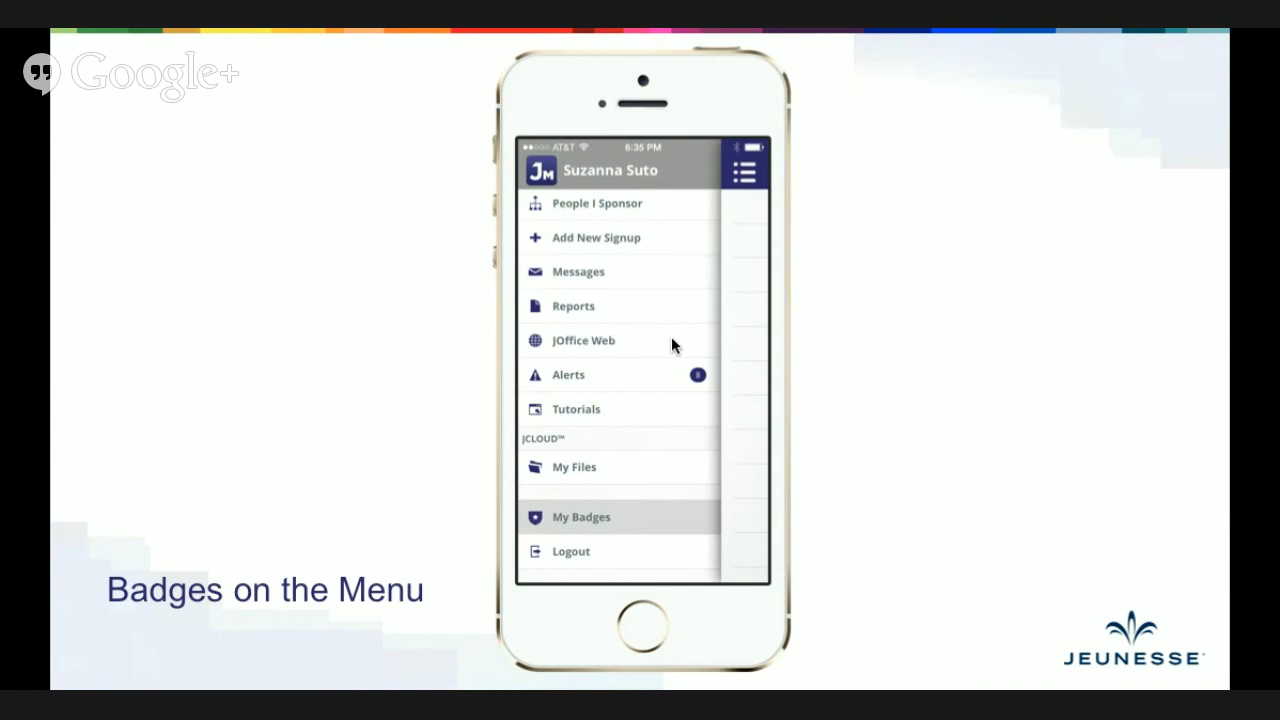 Google+
AT&T 6:35 PM
JM Suzanna Suto
People I Sponsor
Add New Signup
Messages
Reports
JOffice Web
Alerts 8
Tutorials
JCLOUD™
My Files
My Badges
Logout
Badges on the Menu
JEUNESSE